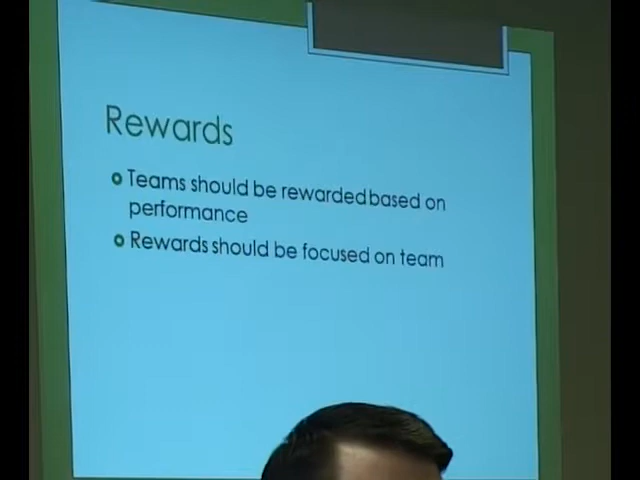 Rewards
Teams should be rewarded based on
performance
Rewards should be focused on team